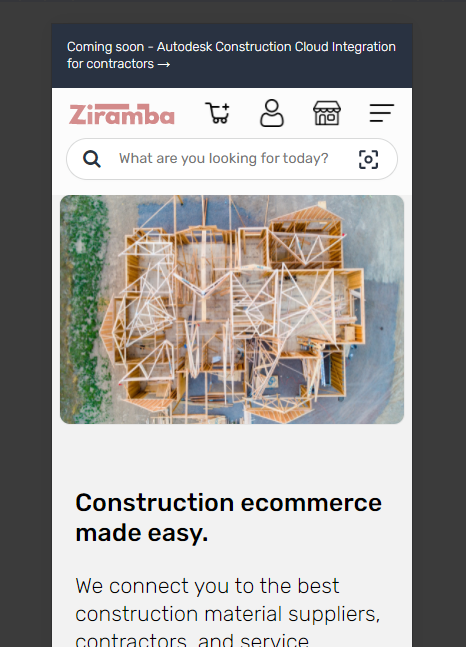 Coming soon - Autodesk Construction Cloud Integration
for contractors →
Ziramba
What are you looking for today?
Construction ecommerce
made easy.
We connect you to the best
construction material suppliers,
contractors, and service